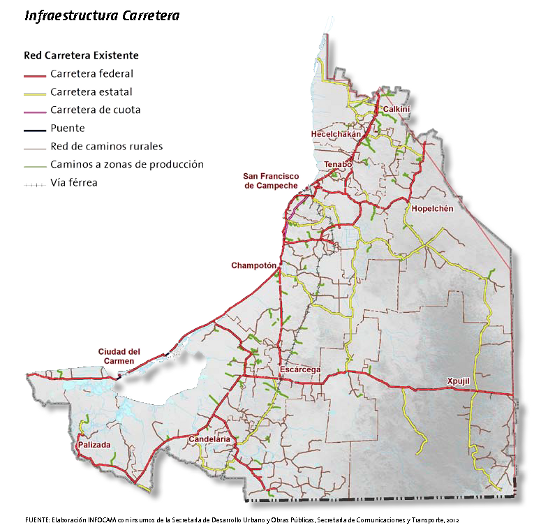 Infraestructura Carretera
Red Carretera Existente
Carretera federal
Carretera estatal
Carretera de cuota
Puente
Red de caminos rurales
Caminos a zonas de producción
Vía férrea
Calkiní
Hecelchakán
Tenabo
San Francisco
de Campeche
Hopelchén
Champotón
Ciudad del
Carmen
Escárcega
Xpujil
Palizada
Candelaria
FUENTE: Elaboración INFOCAM con insumos de la Secretaría de Desarrollo Urbano y Obras Públicas, Secretaría de Comunicaciones y Transporte, 2012